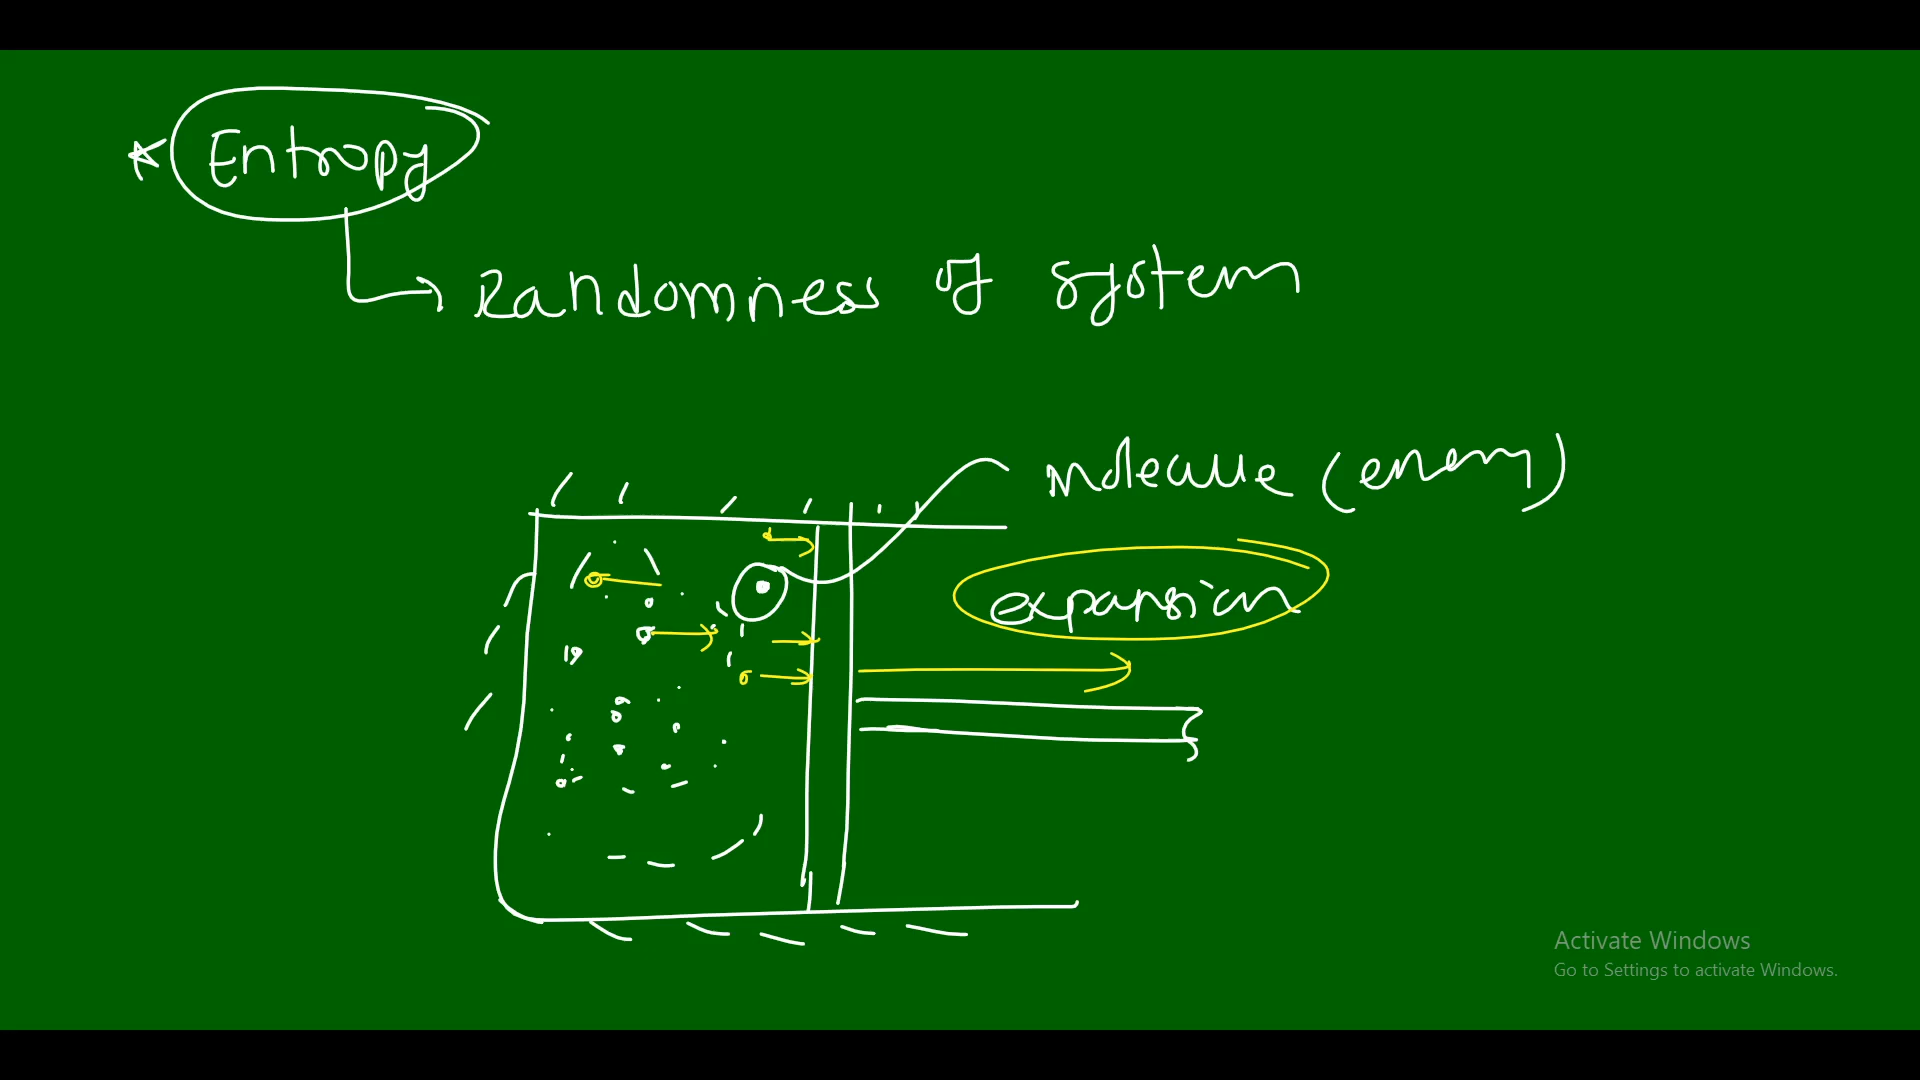 * Entropy
Randomness of system
Molecule (enem)
expansion
Activate Windows
Go to Settings to activate Windows.